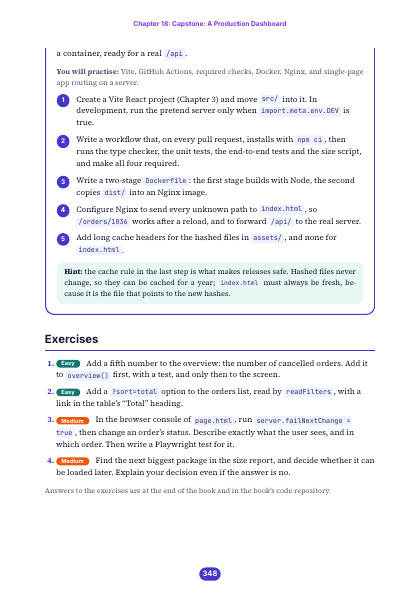 Chapter 18: Capstone: A Production Dashboard
a container, ready for a real /api .
You will practise: Vite, GitHub Actions, required checks, Docker, Nginx, and single-page
app routing on a server.
1 Create a Vite React project (Chapter 3) and move src/ into it. In
development, run the pretend server only when import.meta.env.DEV is
true.
2 Write a workflow that, on every pull request, installs with npm ci , then
runs the type checker, the unit tests, the end-to-end tests and the size script,
and make all four required.
3 Write a two-stage Dockerfile : the first stage builds with Node, the second
copies dist/ into an Nginx image.
4 Configure Nginx to send every unknown path to index.html , so
/orders/1036 works after a reload, and to forward /api/ to the real server.
5 Add long cache headers for the hashed files in assets/ , and none for
index.html .
Hint: the cache rule in the last step is what makes releases safe. Hashed files never
change, so they can be cached for a year; index.html must always be fresh, be-
cause it is the file that points to the new hashes.
Exercises
1. Easy Add a fifth number to the overview: the number of cancelled orders. Add it
to overview() first, with a test, and only then to the screen.
2. Easy Add a ?sort=total option to the orders list, read by readFilters , with a
link in the table's “Total” heading.
3. Medium In the browser console of page.html , run server.failNextChange =
true , then change an order's status. Describe exactly what the user sees, and in
which order. Then write a Playwright test for it.
4. Medium Find the next biggest package in the size report, and decide whether it can
be loaded later. Explain your decision even if the answer is no.
Answers to the exercises are at the end of the book and in the book's code repository.
348